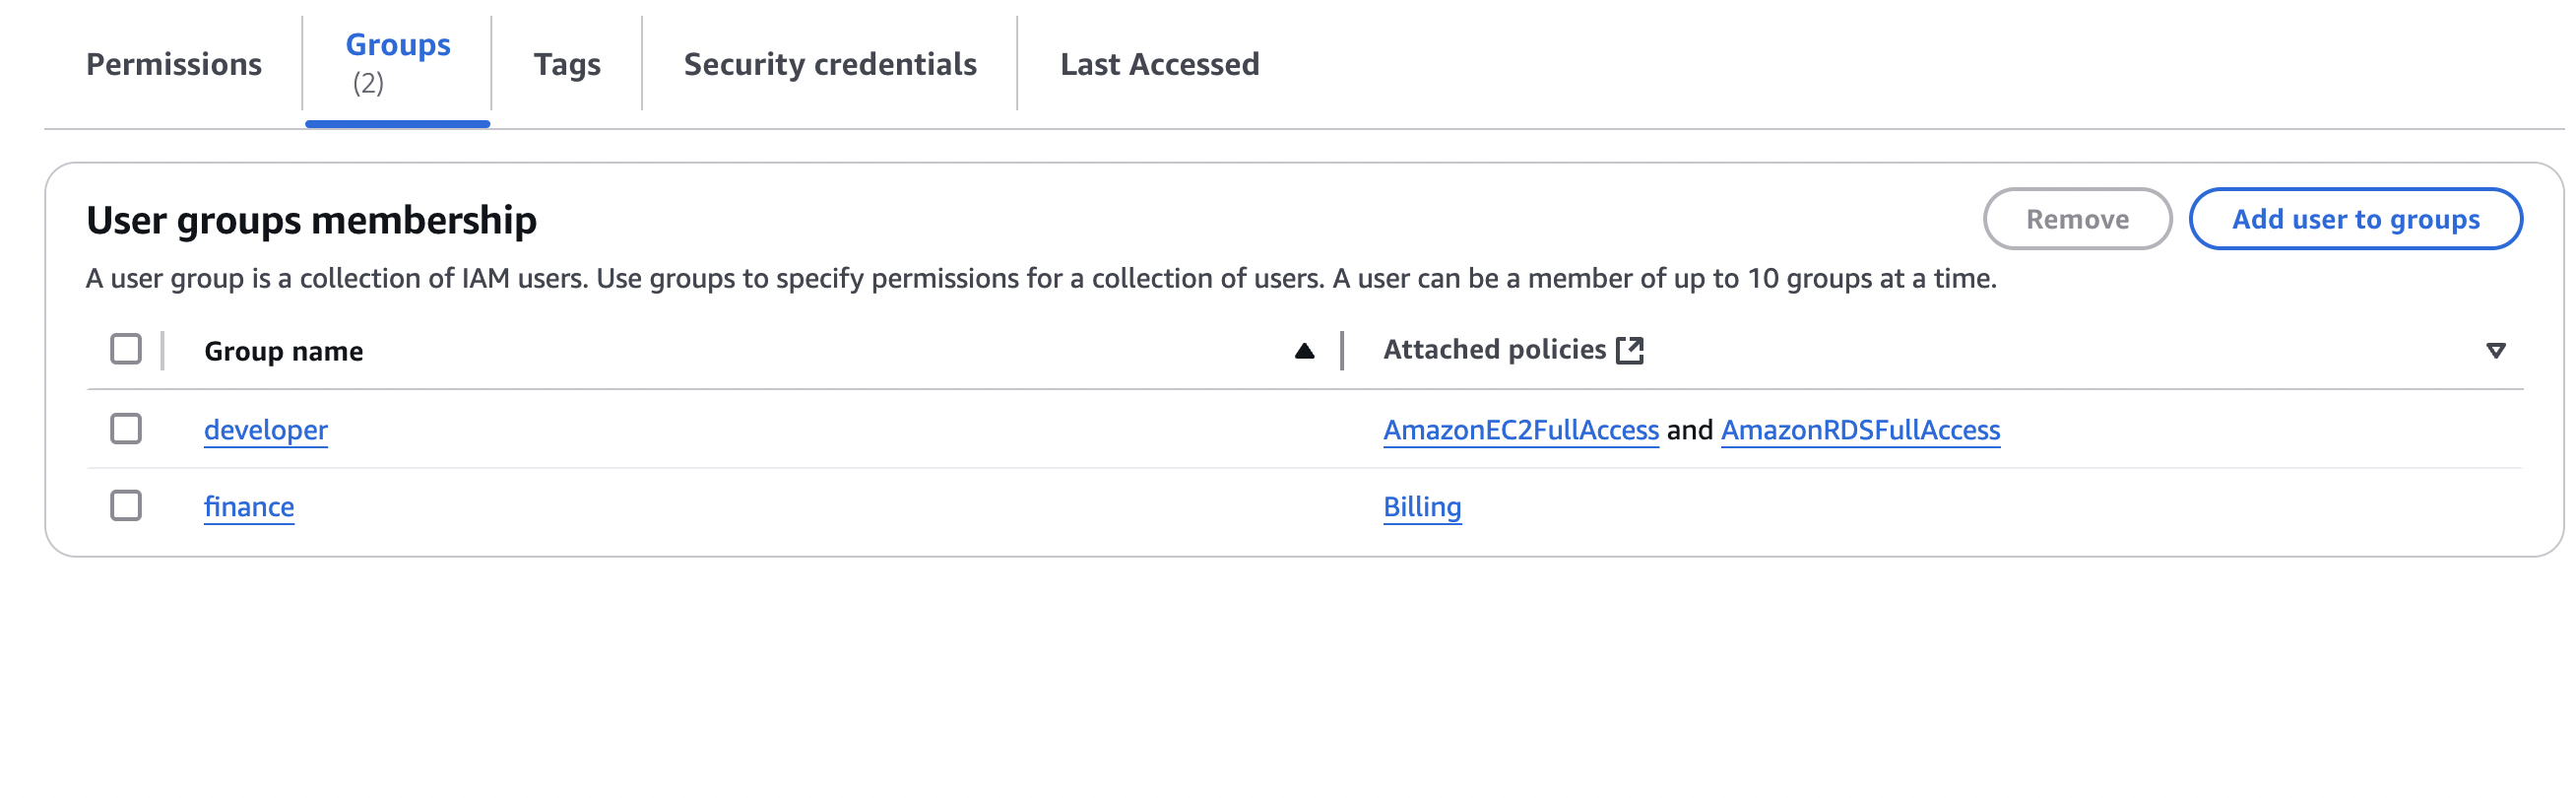 Permissions
Groups
(2)
Tags
Security credentials
Last Accessed
User groups membership
Remove
Add user to groups
A user group is a collection of IAM users. Use groups to specify permissions for a collection of users. A user can be a member of up to 10 groups at a time.
Group name
Attached policies
developer
AmazonEC2FullAccess and AmazonRDSFullAccess
finance
Billing